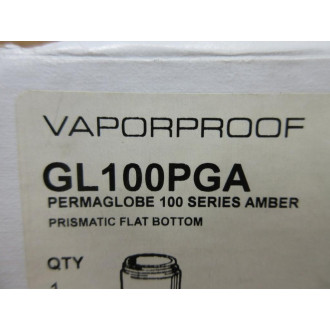 VAPORPROOF
GL100PGA
PERMAGLOBE 100 SERIES AMBER
PRISMATIC FLAT BOTTOM
QTY
1